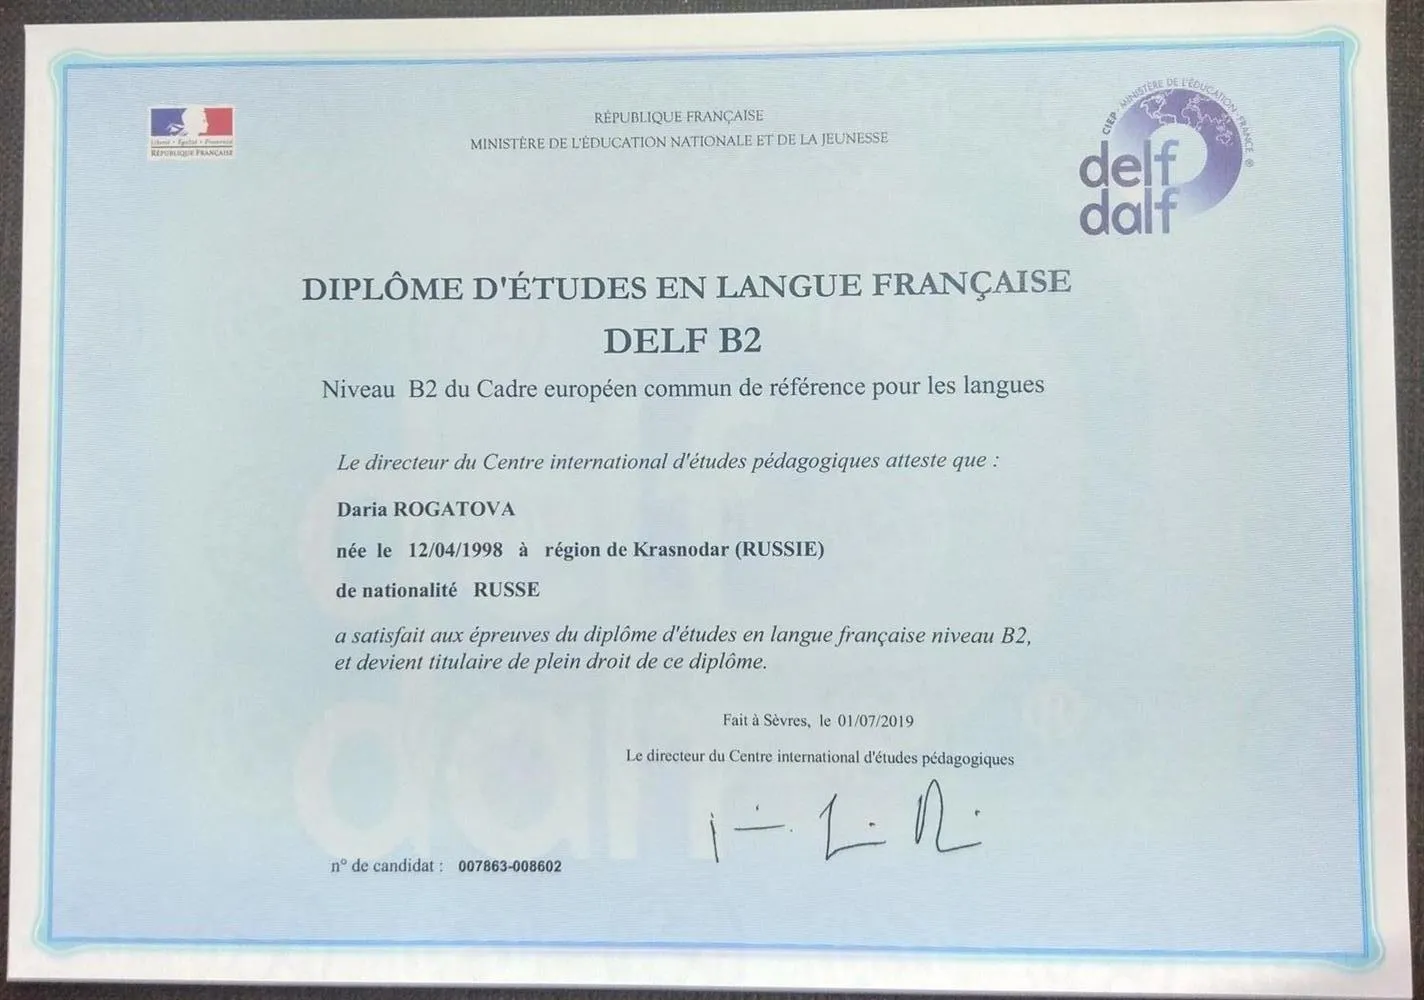 Liberté • Égalité • Fraternité
RÉPUBLIQUE FRANÇAISE
RÉPUBLIQUE FRANÇAISE
MINISTÈRE DE L'ÉDUCATION NATIONALE ET DE LA JEUNESSE
CIEP - MINISTÈRE DE L'ÉDUCATION - FRANCE ®
delf
dalf
DIPLÔME D'ÉTUDES EN LANGUE FRANÇAISE
DELF B2
Niveau B2 du Cadre européen commun de référence pour les langues
Le directeur du Centre international d'études pédagogiques atteste que :
Daria ROGATOVA
née le 12/04/1998 à région de Krasnodar (RUSSIE)
de nationalité RUSSE
a satisfait aux épreuves du diplôme d'études en langue française niveau B2,
et devient titulaire de plein droit de ce diplôme.
Fait à Sèvres, le 01/07/2019
Le directeur du Centre international d'études pédagogiques
n° de candidat : 007863-008602